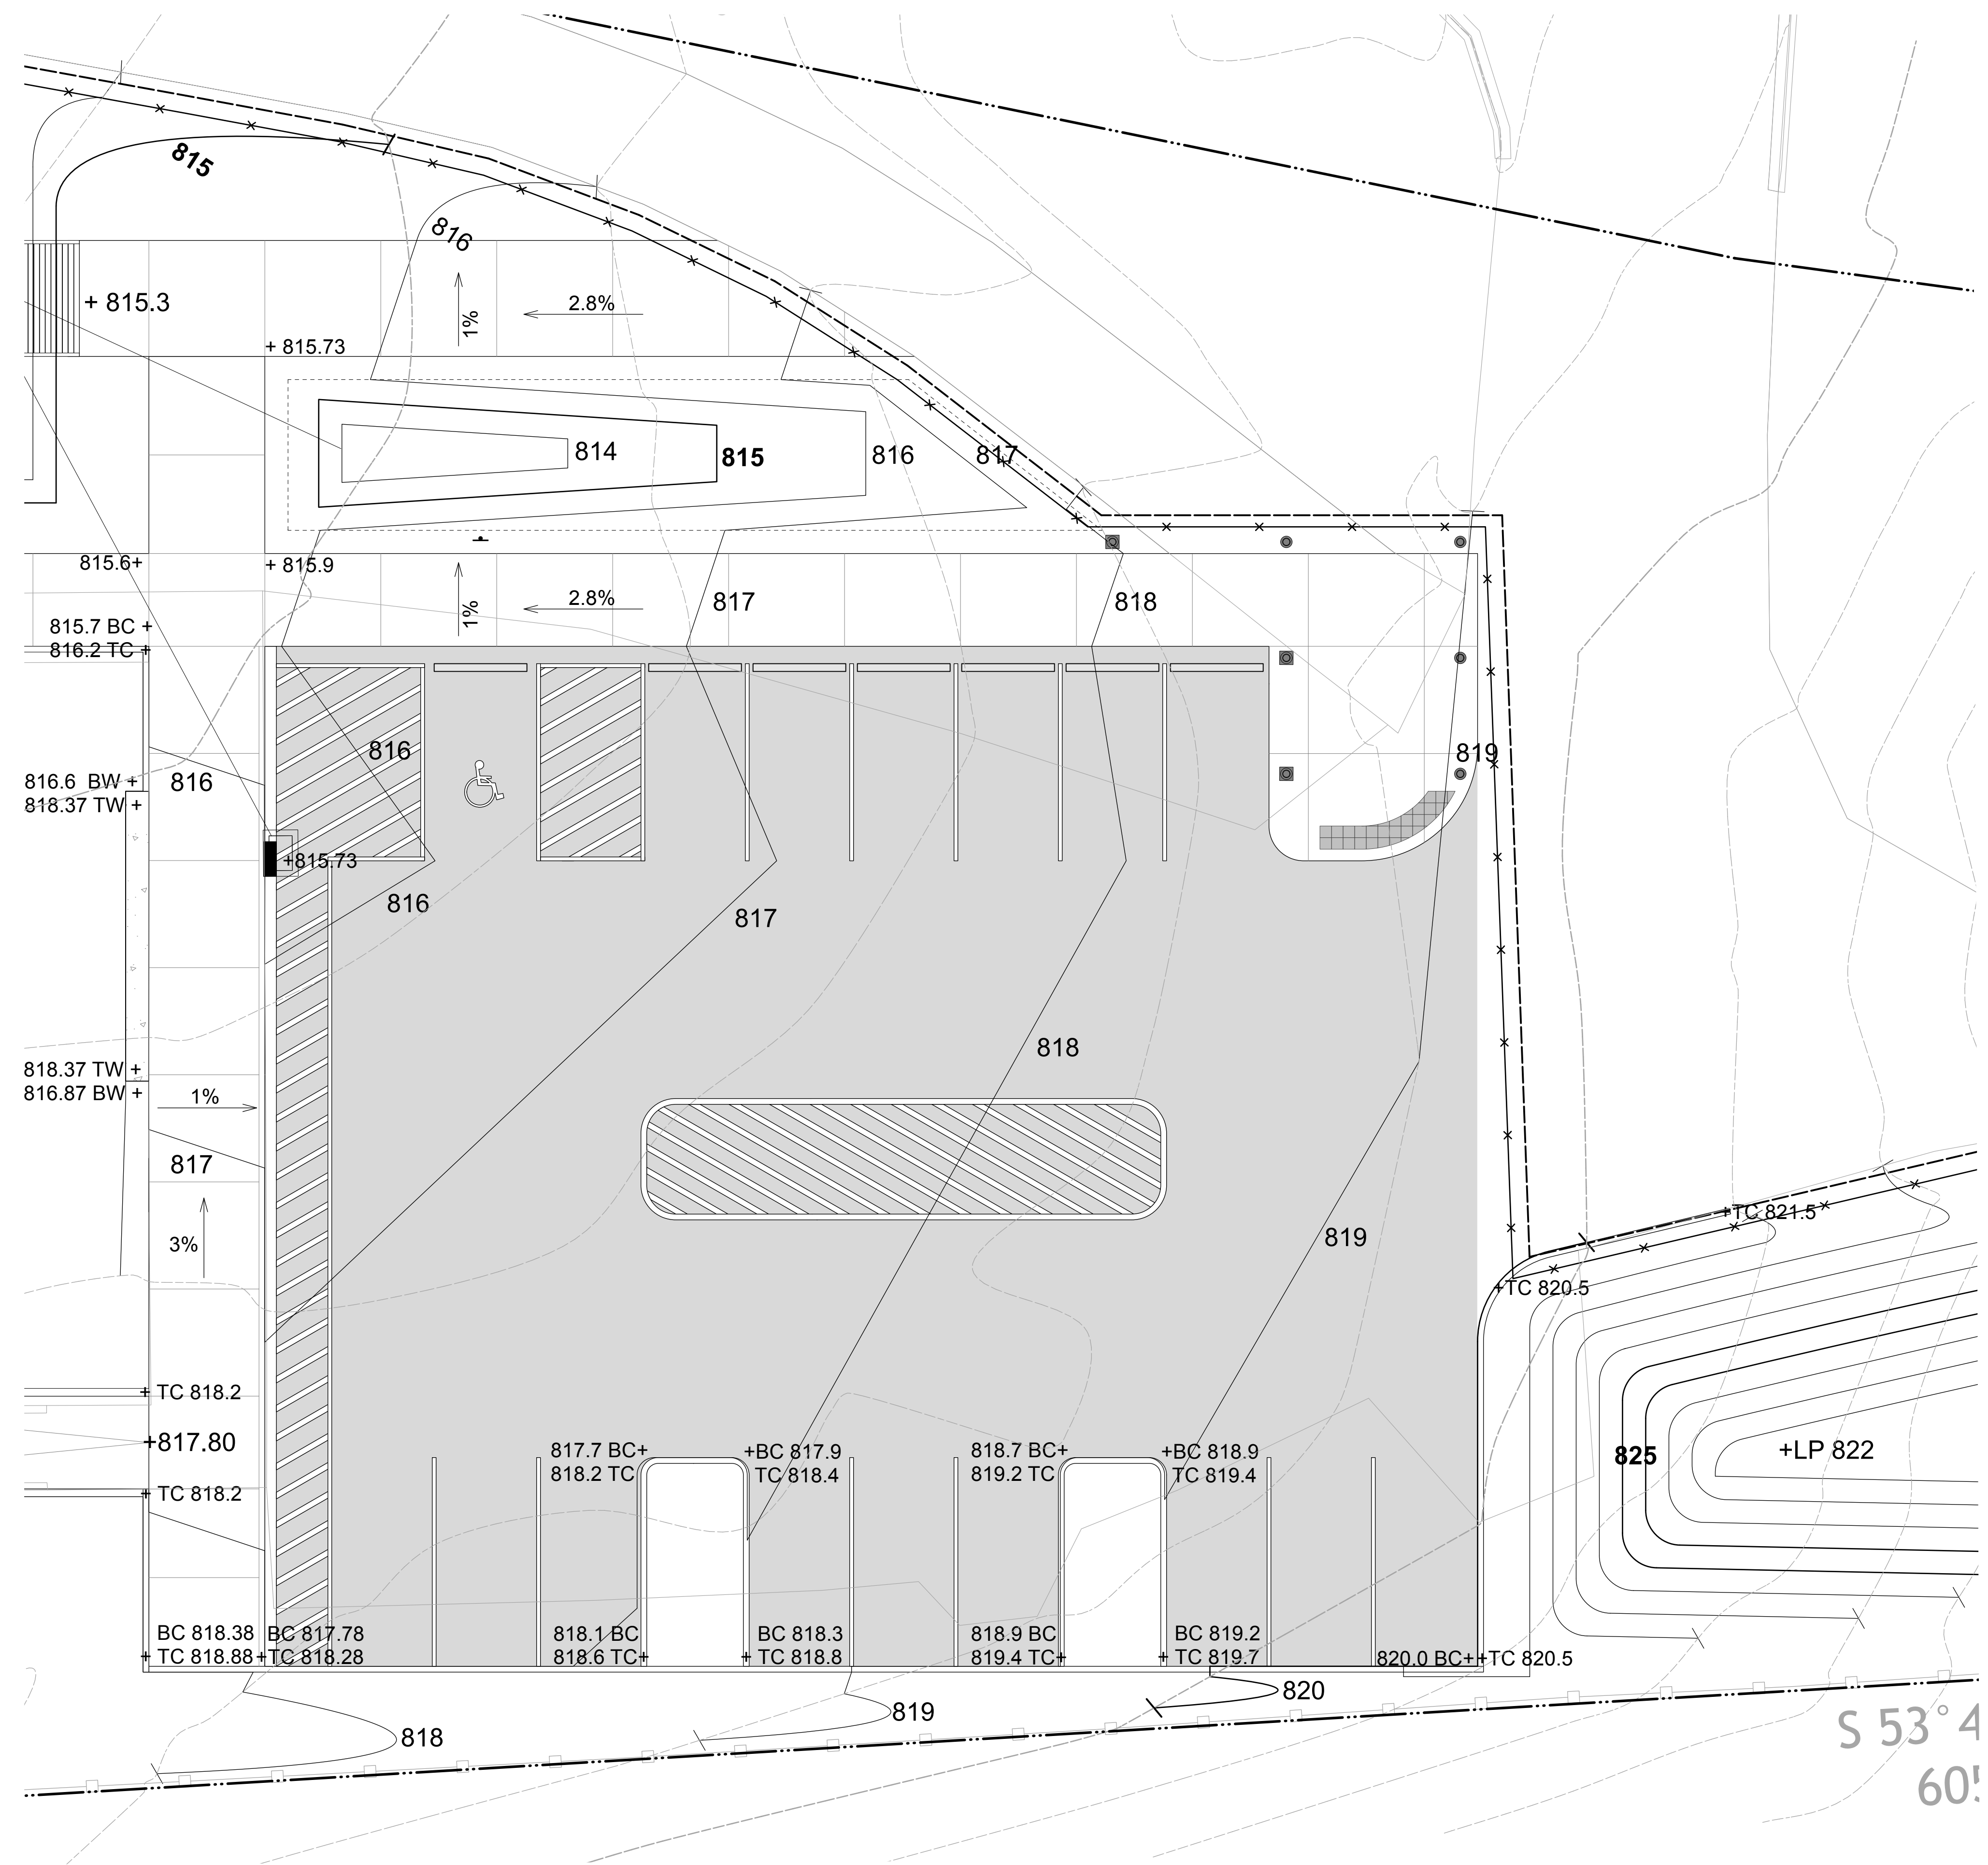 815
816
+ 815.3
2.8%
1%
+ 815.73
814
815
816
817
815.6+
+ 815.9
2.8%
1%
817
818
815.7 BC +
816.2 TC +
816
819
816.6 BW +
818.37 TW +
816
+815.73
816
817
818
818.37 TW +
816.87 BW +
1%
817
3%
+TC 821.5
819
+TC 820.5
+ TC 818.2
+817.80
+ TC 818.2
817.7 BC+
818.2 TC
+BC 817.9
TC 818.4
818.7 BC+
819.2 TC
+BC 818.9
TC 819.4
825
+LP 822
BC 818.38
+ TC 818.88
BC 817.78
+TC 818.28
818.1 BC
818.6 TC+
BC 818.3
+ TC 818.8
818.9 BC
819.4 TC+
BC 819.2
+ TC 819.7
820.0 BC+
+TC 820.5
820
819
818
S 53°4
605